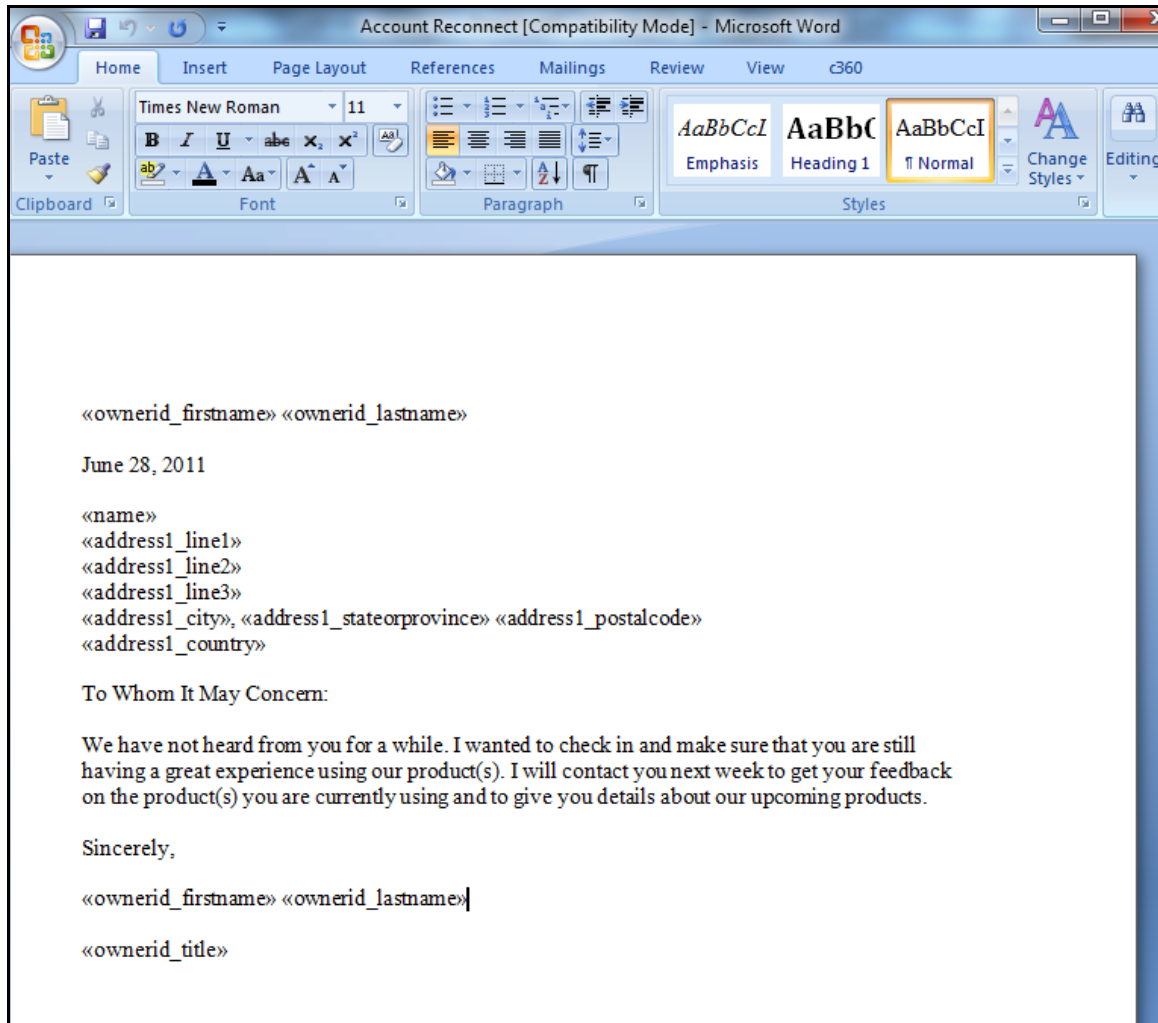 Account Reconnect [Compatibility Mode] - Microsoft Word
Home Insert Page Layout References Mailings Review View c360
Times New Roman 11
B I U abe X₂ X²
Aa A A
Paste
AaBbCcI AaBbC AaBbCcI
Emphasis Heading 1 ¶ Normal
Change Styles
Editing
Clipboard Font Paragraph Styles
«ownerid_firstname» «ownerid_lastname»
June 28, 2011
«name»
«address1_line1»
«address1_line2»
«address1_line3»
«address1_city», «address1_stateorprovince» «address1_postalcode»
«address1_country»
To Whom It May Concern:
We have not heard from you for a while. I wanted to check in and make sure that you are still
having a great experience using our product(s). I will contact you next week to get your feedback
on the product(s) you are currently using and to give you details about our upcoming products.
Sincerely,
«ownerid_firstname» «ownerid_lastname»
«ownerid_title»